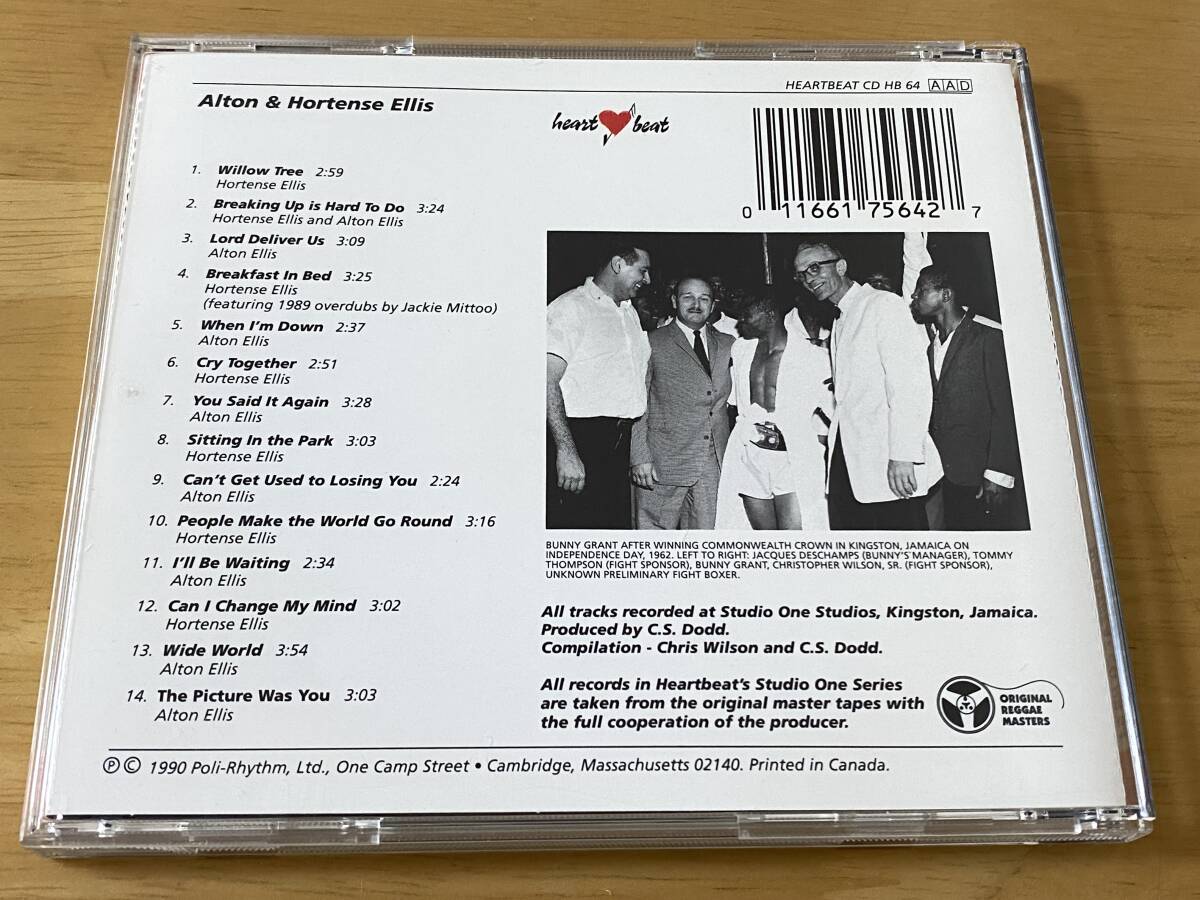 HEARTBEAT CD HB 64 AAD
Alton & Hortense Ellis
heart beat
1. Willow Tree 2:59
Hortense Ellis
2. Breaking Up is Hard To Do 3:24
Hortense Ellis and Alton Ellis
3. Lord Deliver Us 3:09
Alton Ellis
4. Breakfast In Bed 3:25
Hortense Ellis
(featuring 1989 overdubs by Jackie Mittoo)
5. When I'm Down 2:37
Alton Ellis
6. Cry Together 2:51
Hortense Ellis
7. You Said It Again 3:28
Alton Ellis
8. Sitting In the Park 3:03
Hortense Ellis
9. Can't Get Used to Losing You 2:24
Alton Ellis
10. People Make the World Go Round 3:16
Hortense Ellis
11. I'll Be Waiting 2:34
Alton Ellis
12. Can I Change My Mind 3:02
Hortense Ellis
13. Wide World 3:54
Alton Ellis
14. The Picture Was You 3:03
Alton Ellis
0 11661 75642 7
BUNNY GRANT AFTER WINNING COMMONWEALTH CROWN IN KINGSTON, JAMAICA ON
INDEPENDENCE DAY, 1962. LEFT TO RIGHT: JACQUES DESCHAMPS (BUNNY'S MANAGER), TOMMY
THOMPSON (FIGHT SPONSOR), BUNNY GRANT, CHRISTOPHER WILSON, SR. (FIGHT SPONSOR),
UNKNOWN PRELIMINARY FIGHT BOXER.
All tracks recorded at Studio One Studios, Kingston, Jamaica.
Produced by C.S. Dodd.
Compilation - Chris Wilson and C.S. Dodd.
All records in Heartbeat's Studio One Series
are taken from the original master tapes with
the full cooperation of the producer.
ORIGINAL
REGGAE
MASTERS
℗ © 1990 Poli-Rhythm, Ltd., One Camp Street • Cambridge, Massachusetts 02140. Printed in Canada.